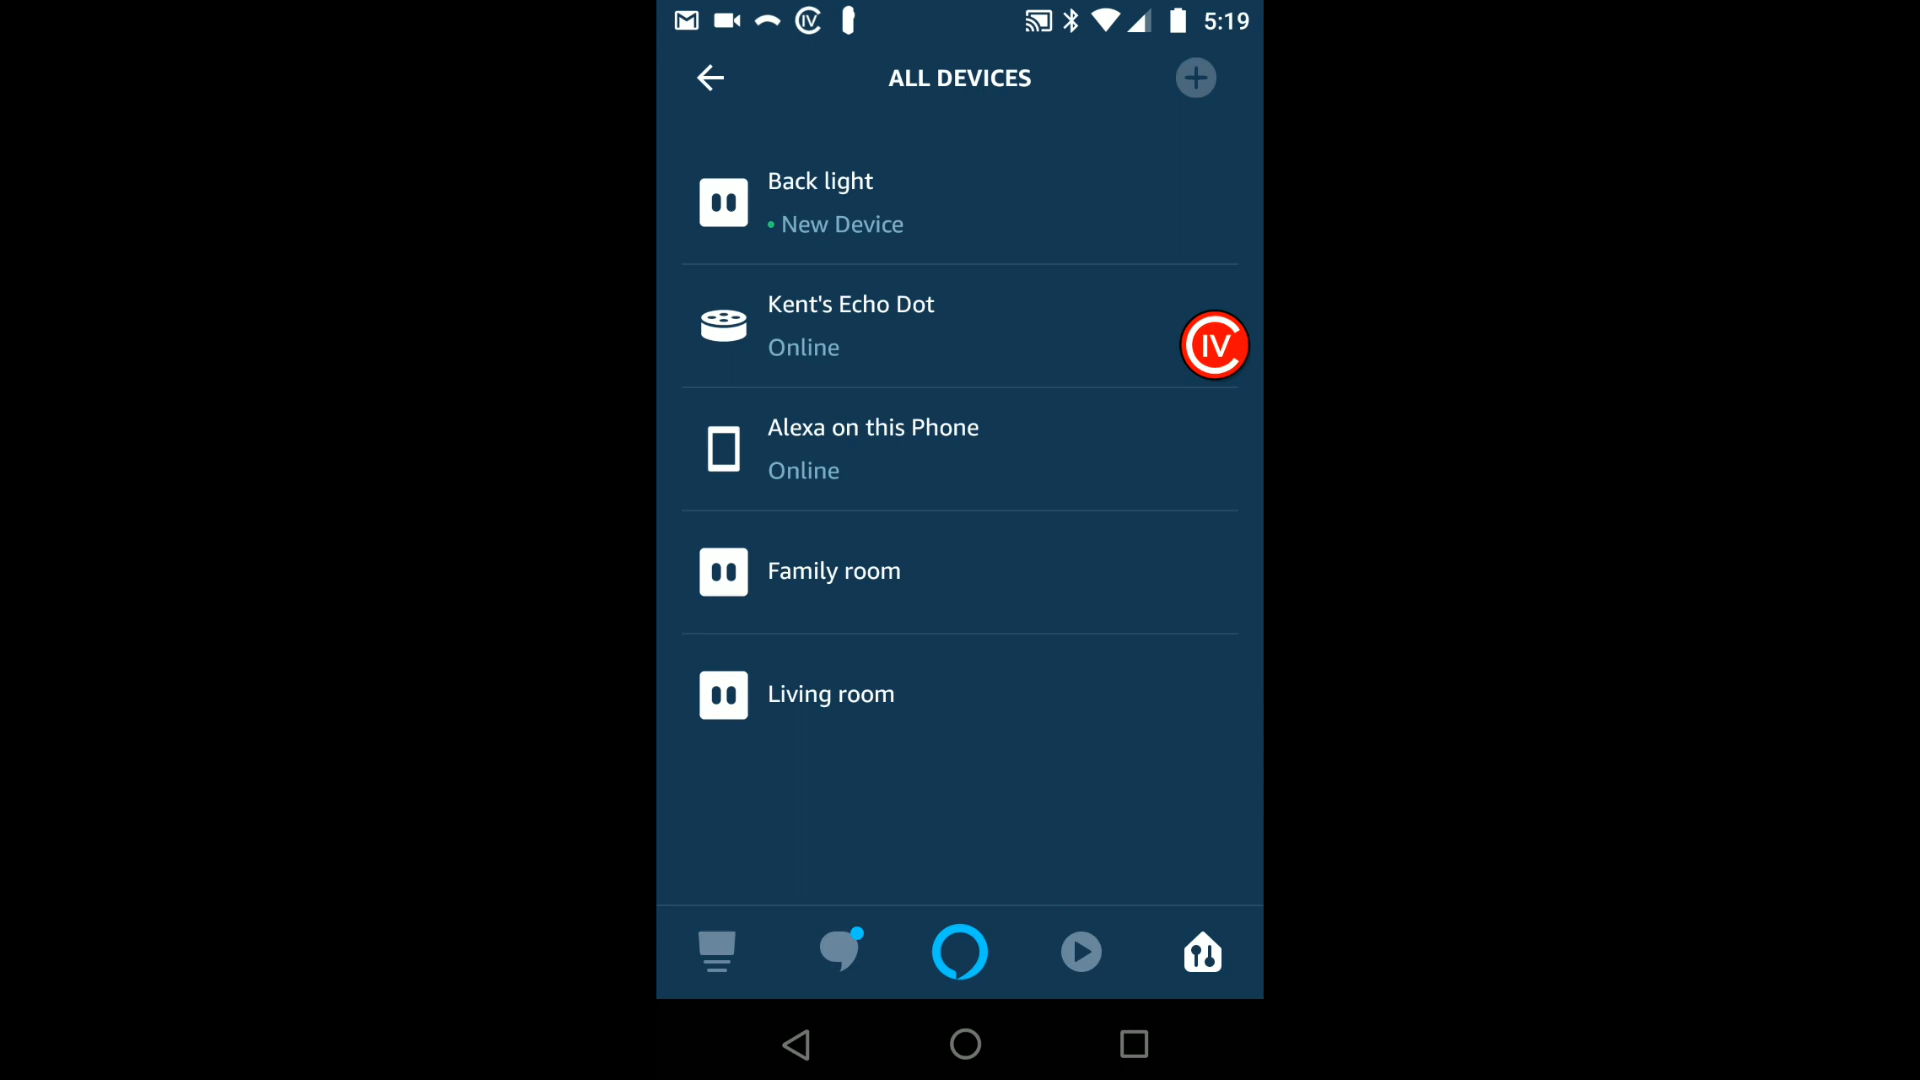 IV
5:19
ALL DEVICES
Back light
• New Device
Kent's Echo Dot
Online
IV
Alexa on this Phone
Online
Family room
Living room